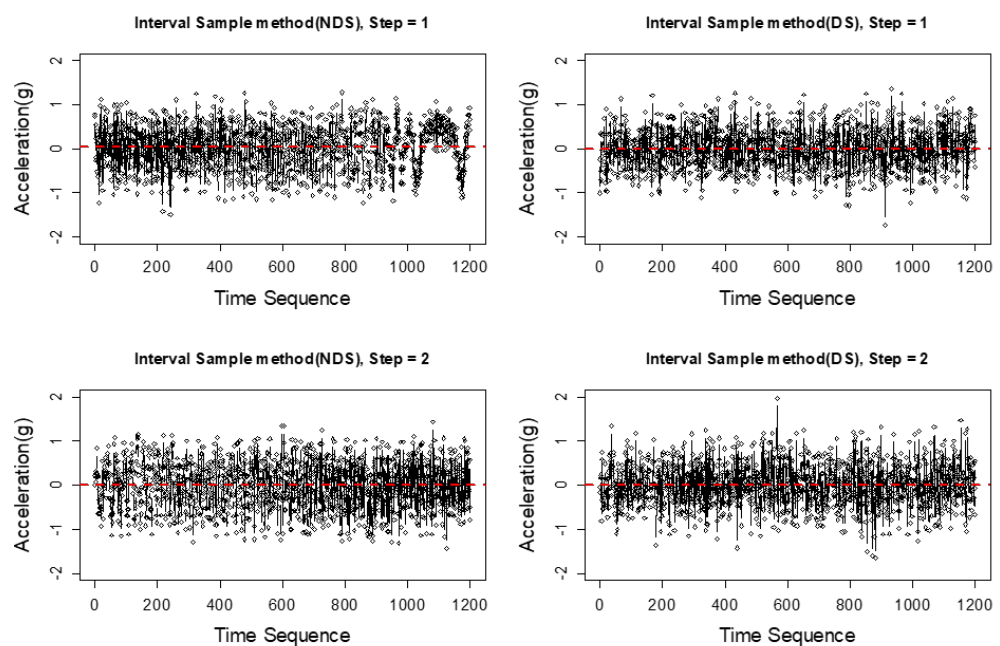 Interval Sample method(NDS), Step = 1
Acceleration(g)
2
1
0
-1
-2
0 200 400 600 800 1000 1200
Time Sequence
Interval Sample method(DS), Step = 1
Acceleration(g)
2
1
0
-1
-2
0 200 400 600 800 1000 1200
Time Sequence
Interval Sample method(NDS), Step = 2
Acceleration(g)
2
1
0
-1
-2
0 200 400 600 800 1000 1200
Time Sequence
Interval Sample method(DS), Step = 2
Acceleration(g)
2
1
0
-1
-2
0 200 400 600 800 1000 1200
Time Sequence